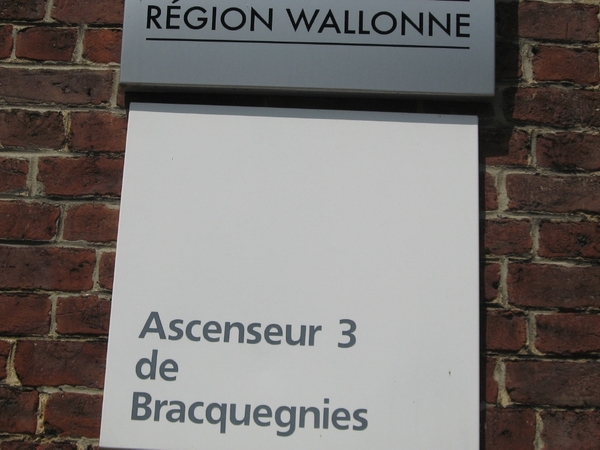 RÉGION WALLONNE
Ascenseur 3
de
Bracquegnies